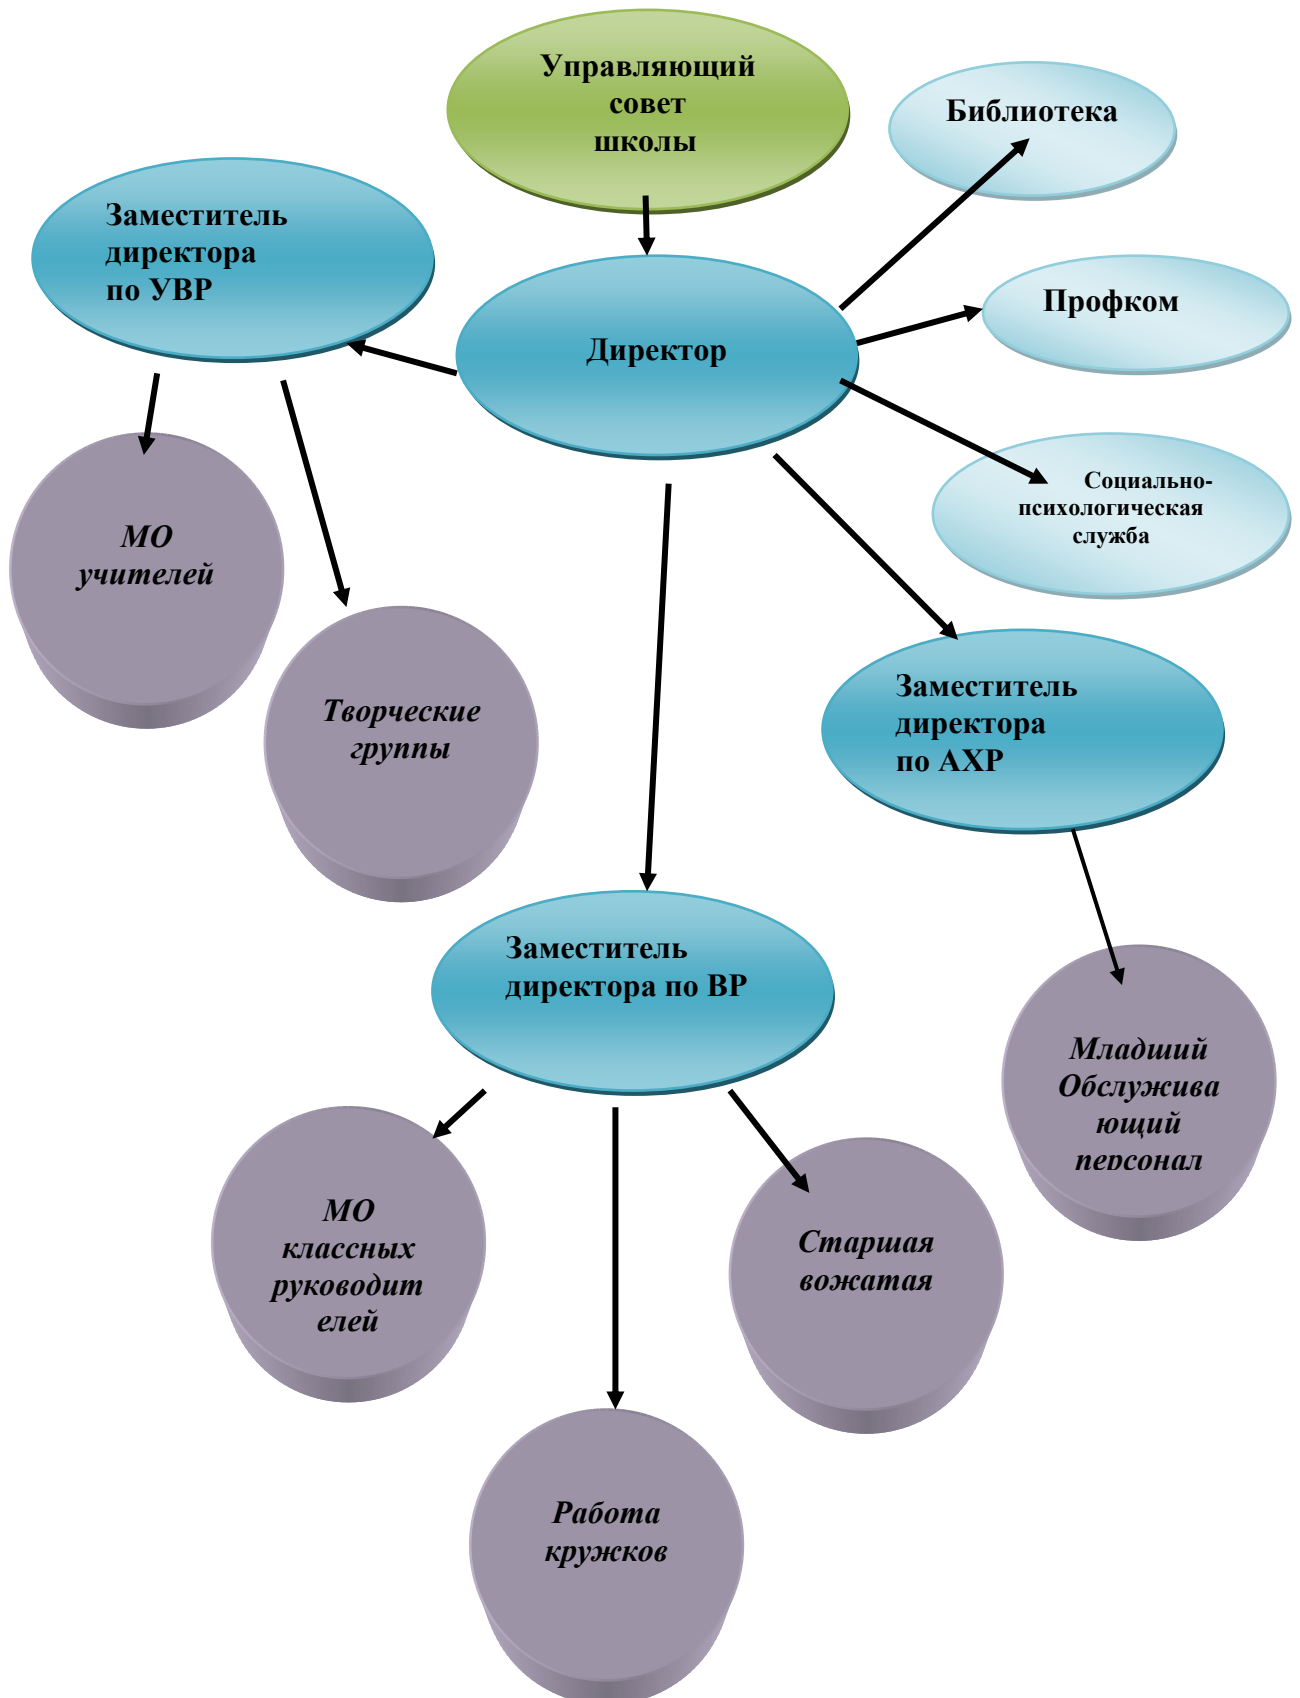 Управляющий
совет
школы
Библиотека
Заместитель
директора
по УВР
Профком
Директор
Социально-
психологическая
служба
МО
учителей
Творческие
группы
Заместитель
директора
по АХР
Заместитель
директора по ВР
Младший
Обслужива
ющий
персонал
МО
классных
руководит
елей
Старшая
вожатая
Работа
кружков